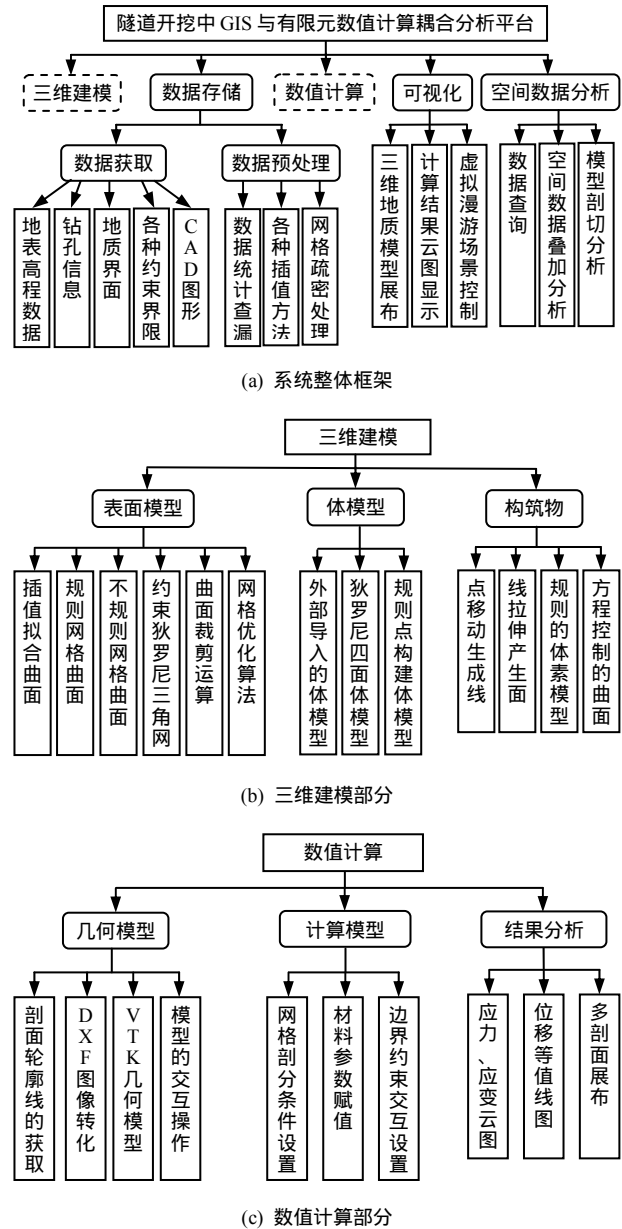 隧道开挖中 GIS 与有限元数值计算耦合分析平台
三维建模
数据存储
数值计算
可视化
空间数据分析
数据获取
数据预处理
地表高程数据
钻孔信息
地质界面
各种约束界限
CAD图形
数据统计查漏
各种插值方法
网格疏密处理
三维地质模型展布
计算结果云图显示
虚拟漫游场景控制
数据查询
空间数据叠加分析
模型剖切分析
(a) 系统整体框架
三维建模
表面模型
体模型
构筑物
插值拟合曲面
规则网格曲面
不规则网格曲面
约束狄罗尼三角网
曲面裁剪运算
网格优化算法
外部导入的体模型
狄罗尼四面体模型
规则点构建体模型
点移动生成线
线拉伸产生面
规则的体素模型
方程控制的曲面
(b) 三维建模部分
数值计算
几何模型
计算模型
结果分析
剖面轮廓线的获取
DXF图像转化
VTK几何模型
模型的交互操作
网格剖分条件设置
材料参数赋值
边界约束交互设置
应力、应变云图
位移等值线图
多剖面展布
(c) 数值计算部分